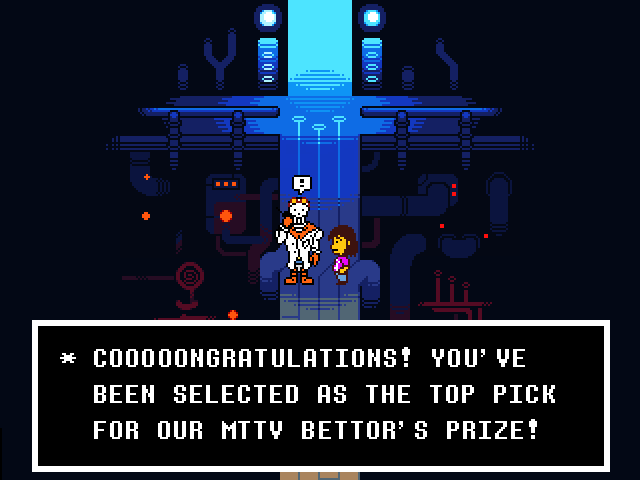 !
* COOOOONGRATULATIONS! YOU'VE
BEEN SELECTED AS THE TOP PICK
FOR OUR MTTV BETTOR'S PRIZE!